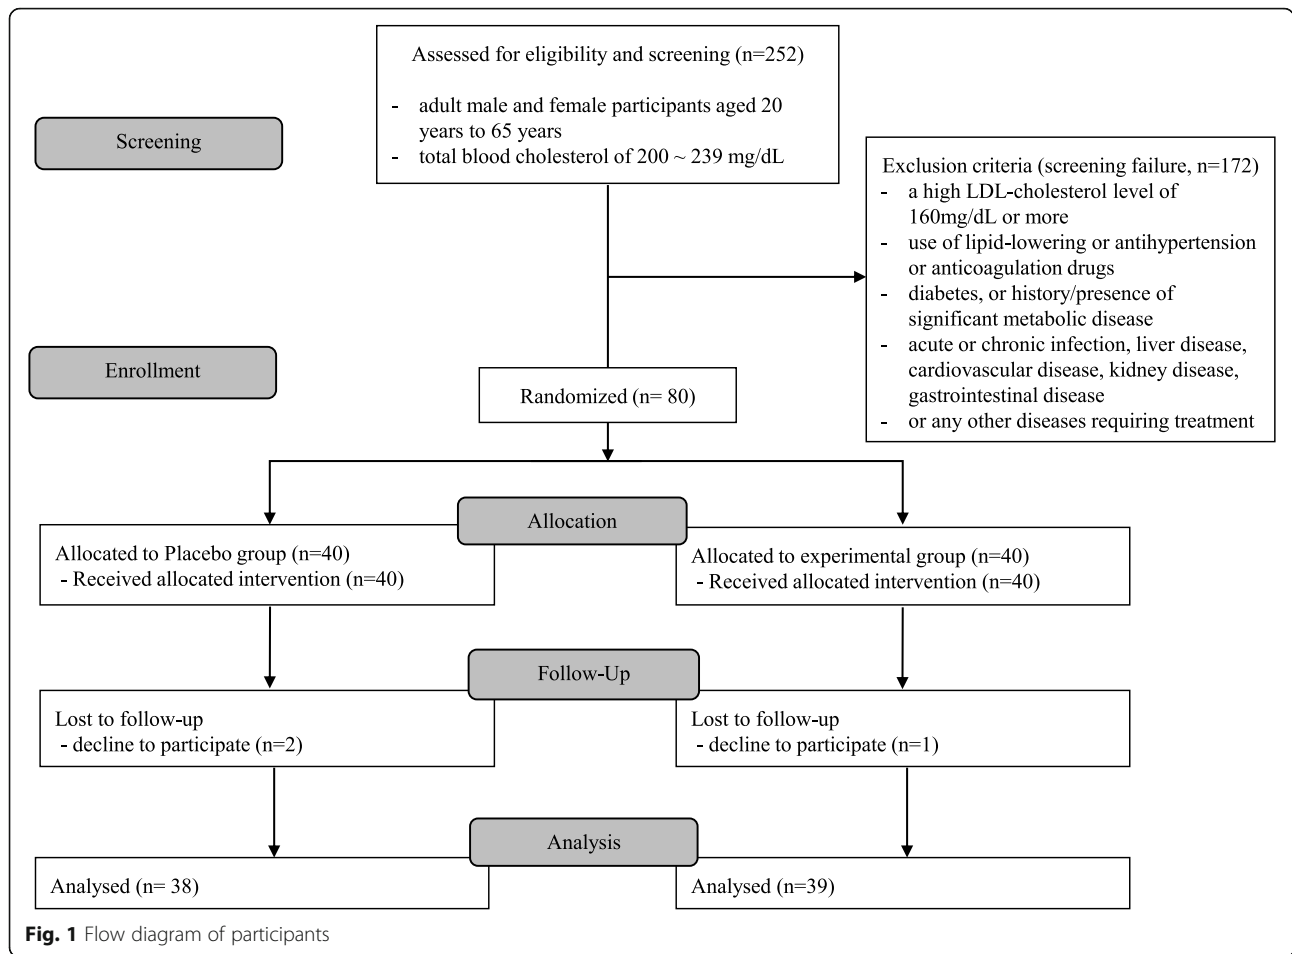 Assessed for eligibility and screening (n=252)
- adult male and female participants aged 20
years to 65 years
- total blood cholesterol of 200 ~ 239 mg/dL
Screening
Exclusion criteria (screening failure, n=172)
- a high LDL-cholesterol level of
160mg/dL or more
- use of lipid-lowering or antihypertension
or anticoagulation drugs
- diabetes, or history/presence of
significant metabolic disease
- acute or chronic infection, liver disease,
cardiovascular disease, kidney disease,
gastrointestinal disease
- or any other diseases requiring treatment
Enrollment
Randomized (n= 80)
Allocation
Allocated to Placebo group (n=40)
- Received allocated intervention (n=40)
Allocated to experimental group (n=40)
- Received allocated intervention (n=40)
Follow-Up
Lost to follow-up
- decline to participate (n=2)
Lost to follow-up
- decline to participate (n=1)
Analysis
Analysed (n= 38)
Analysed (n=39)
Fig. 1 Flow diagram of participants